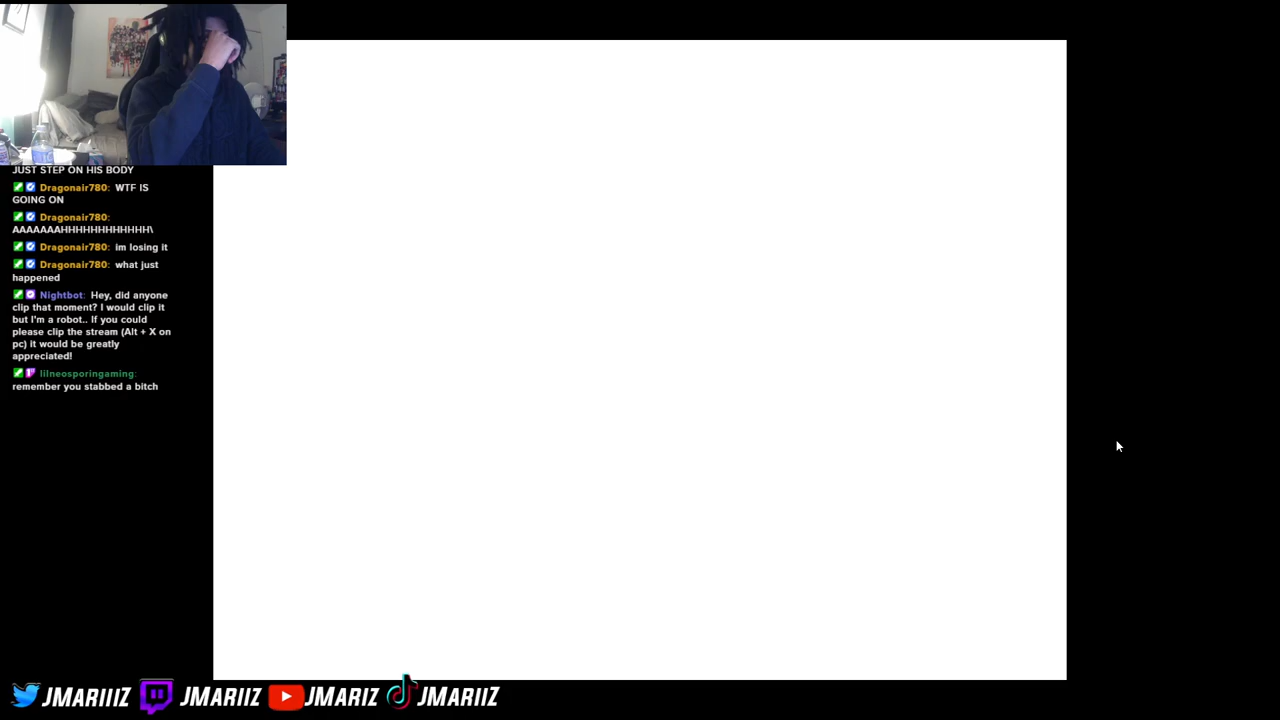 JUST STEP ON HIS BODY
Dragonair780: WTF IS
GOING ON
Dragonair780:
AAAAAAAHHHHHHHHHHHHH\
Dragonair780: im losing it
Dragonair780: what just
happened
Nightbot: Hey, did anyone
clip that moment? I would clip it
but I'm a robot.. If you could
please clip the stream (Alt + X on
pc) it would be greatly
appreciated!
lilneosporingaming:
remember you stabbed a bitch
JMARIIIZ JMARIIZ JMARIZ JMARIIZ